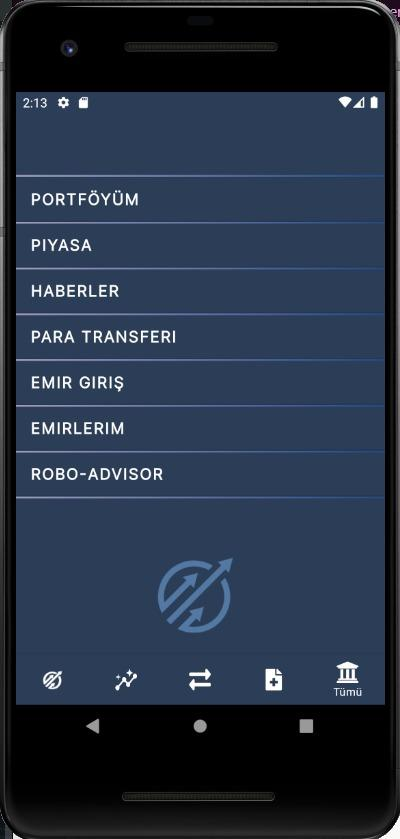 2:13
PORTFÖYÜM
PIYASA
HABERLER
PARA TRANSFERI
EMIR GIRIŞ
EMIRLERIM
ROBO-ADVISOR
Tümü